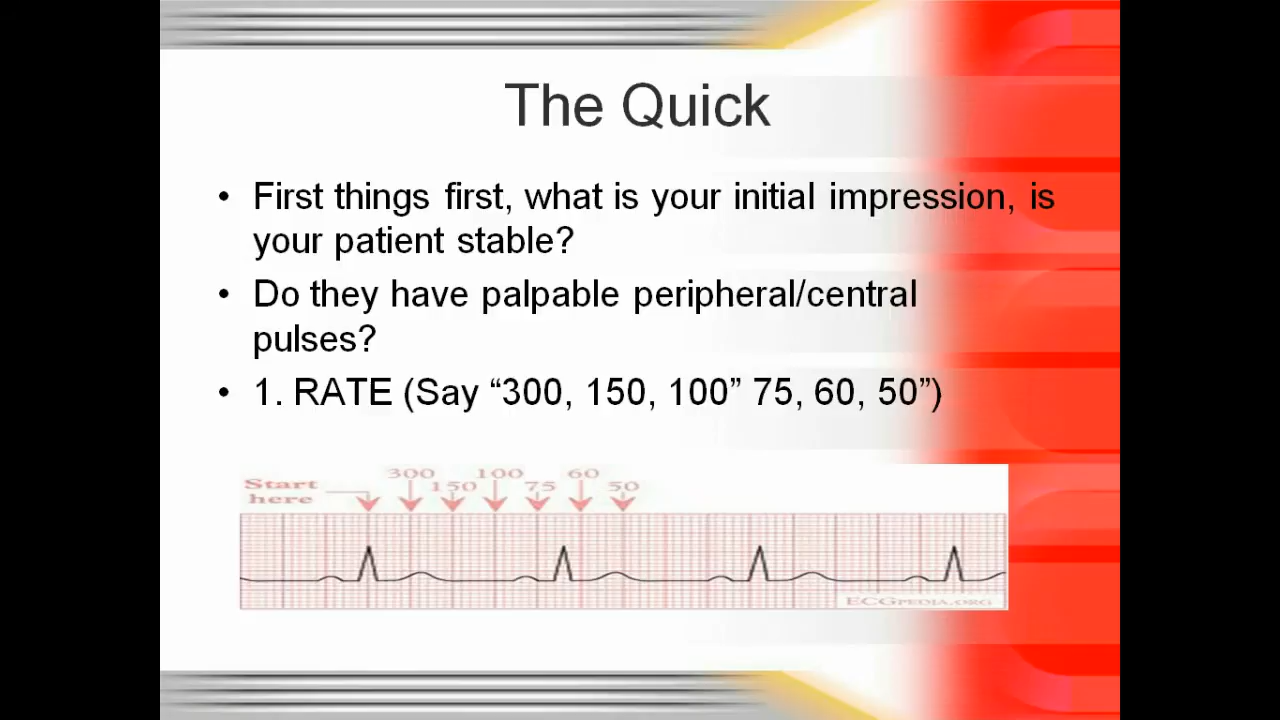 The Quick
• First things first, what is your initial impression, is
your patient stable?
• Do they have palpable peripheral/central
pulses?
• 1. RATE (Say “300, 150, 100” 75, 60, 50”)
300 100 60
Start 150 75 50
here
ECGpedia.org